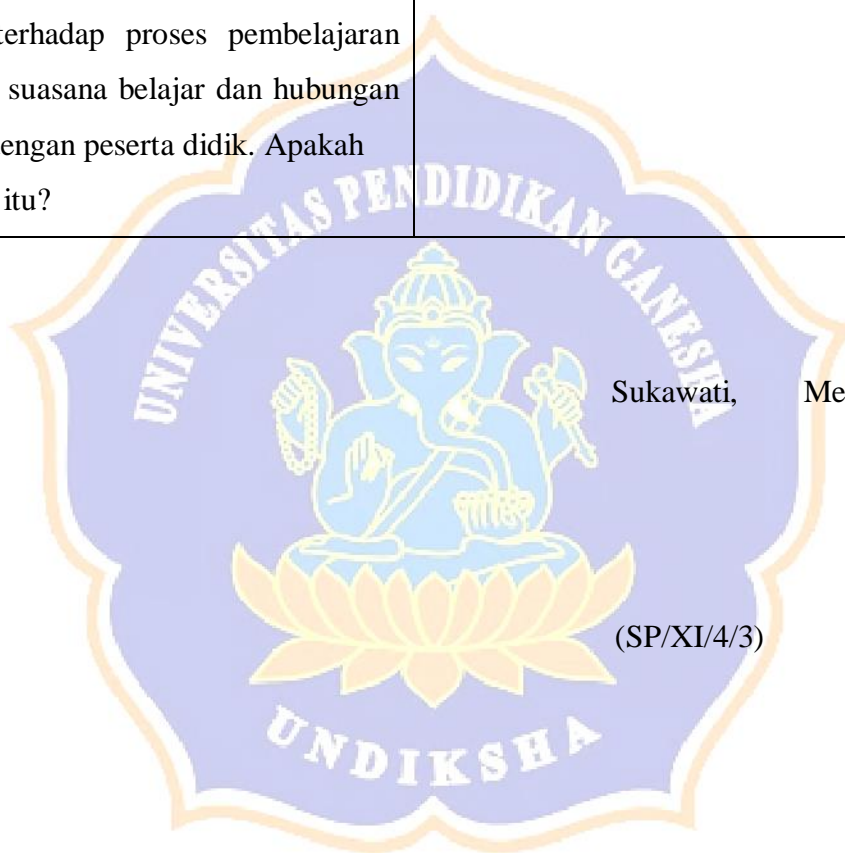 terhadap proses pembelajaran
suasana belajar dan hubungan
engan peserta didik. Apakah
itu?
UNIVERSITAS PENDIDIKAN GANESHA
Sukawati, Me
(SP/XI/4/3)
UNDIKSHA